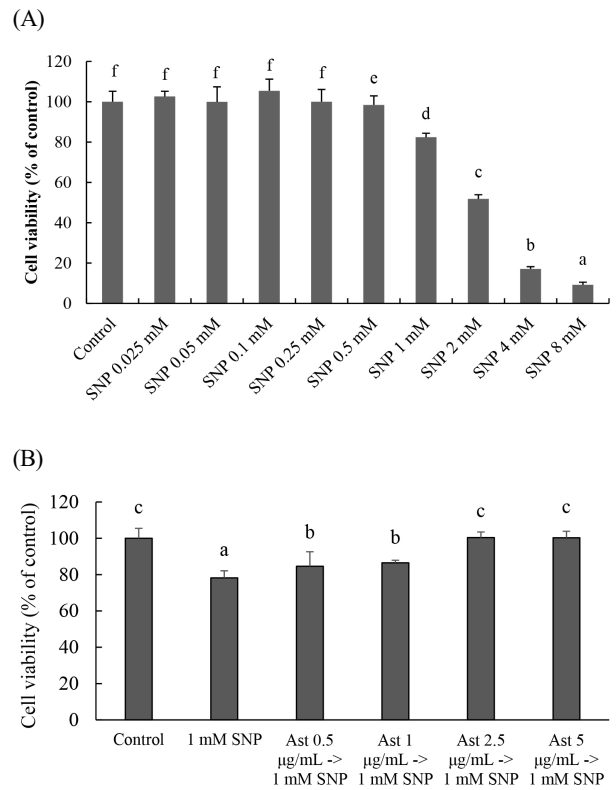 (A)
Cell viability (% of control)
120
100
80
60
40
20
0
f
f
f
f
f
e
d
c
b
a
Control
SNP 0.025 mM
SNP 0.05 mM
SNP 0.1 mM
SNP 0.25 mM
SNP 0.5 mM
SNP 1 mM
SNP 2 mM
SNP 4 mM
SNP 8 mM
(B)
Cell viability (% of control)
120
100
80
60
40
20
0
c
a
b
b
c
c
Control
1 mM SNP
Ast 0.5
µg/mL ->
1 mM SNP
Ast 1
µg/mL ->
1 mM SNP
Ast 2.5
µg/mL ->
1 mM SNP
Ast 5
µg/mL ->
1 mM SNP